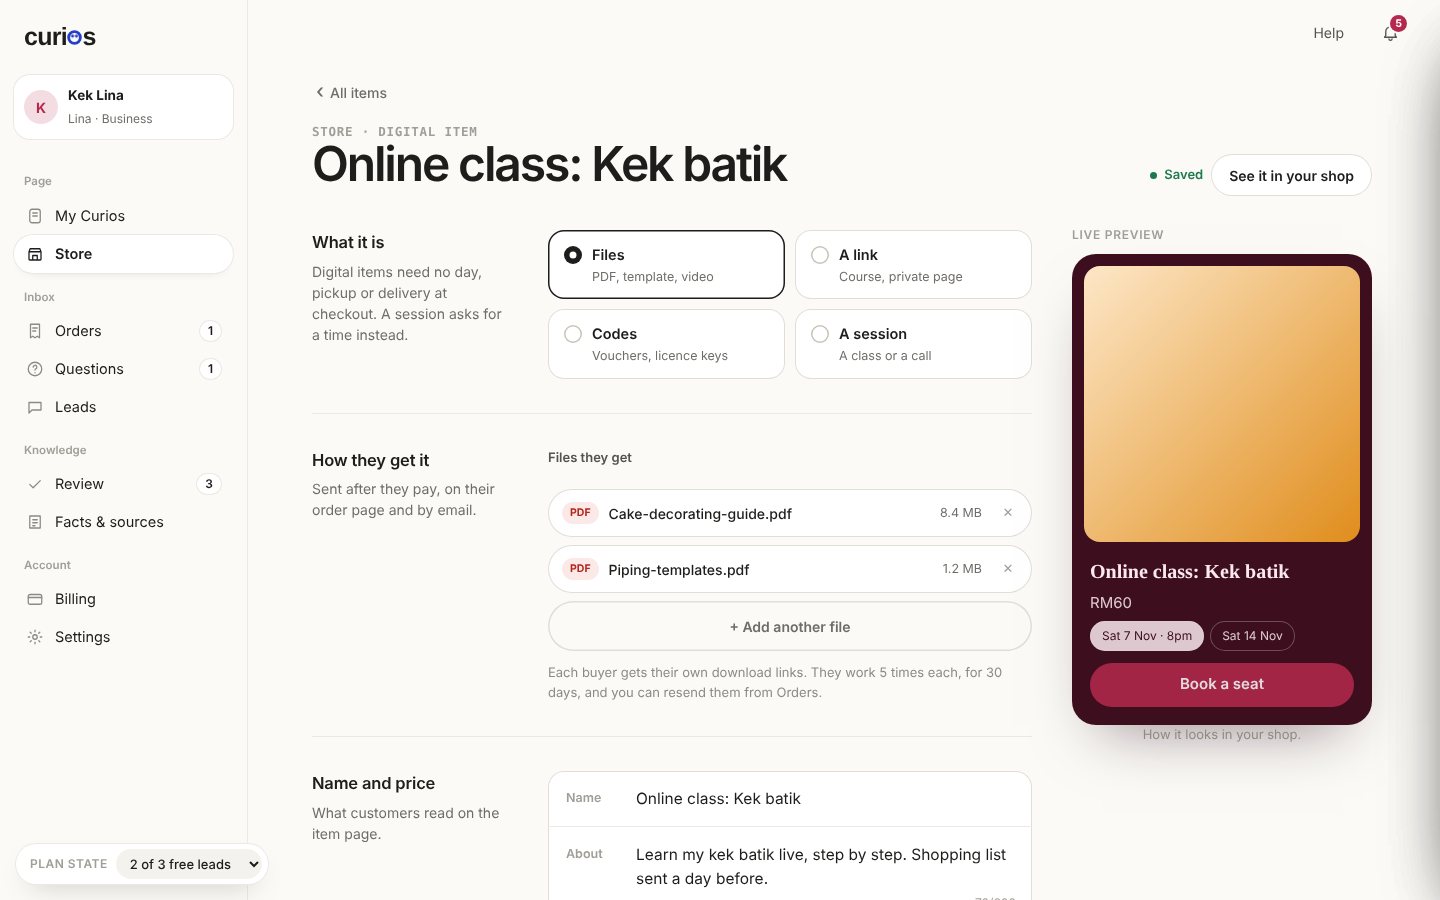 curios
Help
5
K
Kek Lina
Lina · Business
Page
My Curios
Store
Inbox
Orders
1
Questions
1
Leads
Knowledge
Review
3
Facts & sources
Account
Billing
Settings
PLAN STATE
2 of 3 free leads
All items
STORE · DIGITAL ITEM
Online class: Kek batik
Saved
See it in your shop
What it is
Digital items need no day,
pickup or delivery at
checkout. A session asks for
a time instead.
Files
PDF, template, video
A link
Course, private page
Codes
Vouchers, licence keys
A session
A class or a call
How they get it
Sent after they pay, on their
order page and by email.
Files they get
PDF
Cake-decorating-guide.pdf
8.4 MB
×
PDF
Piping-templates.pdf
1.2 MB
×
+ Add another file
Each buyer gets their own download links. They work 5 times each, for 30
days, and you can resend them from Orders.
Name and price
What customers read on the
item page.
Name
Online class: Kek batik
About
Learn my kek batik live, step by step. Shopping list
sent a day before.
LIVE PREVIEW
Online class: Kek batik
RM60
Sat 7 Nov · 8pm
Sat 14 Nov
Book a seat
How it looks in your shop.